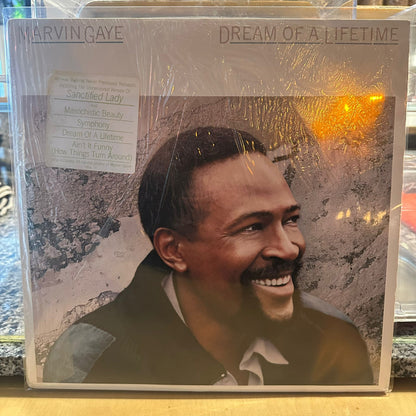 MARVIN GAYE
DREAM OF A LIFETIME
Sanctified Lady
Masochistic Beauty
Symphony
Dream Of A Lifetime
Ain't It Funny
(How Things Turn Around)